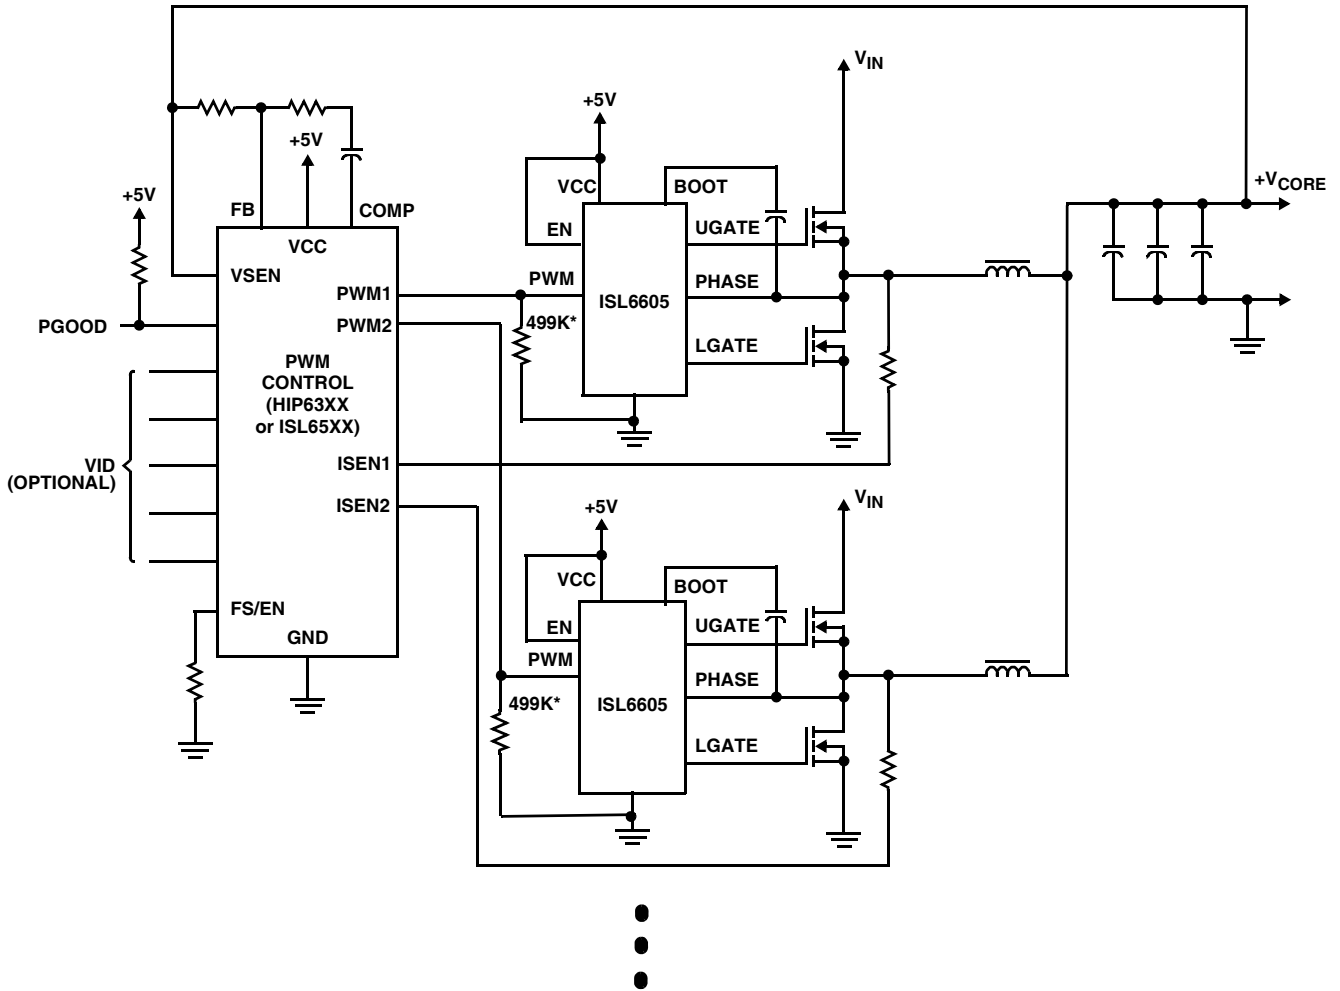 V_IN
+5V
+5V
+5V
VCC
BOOT
+V_CORE
FB
COMP
EN
UGATE
VCC
VSEN
PWM
PHASE
PWM1
ISL6605
PGOOD
PWM2
499K*
LGATE
PWM
CONTROL
(HIP63XX
or ISL65XX)
VID
(OPTIONAL)
ISEN1
ISEN2
V_IN
+5V
VCC
BOOT
FS/EN
EN
UGATE
GND
PWM
PHASE
499K*
ISL6605
LGATE